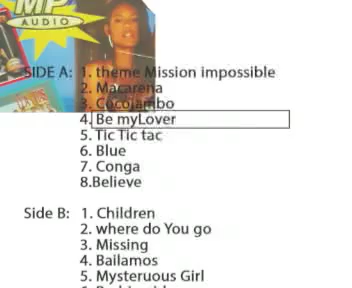 MP
AUDIO
SIDE A: 1. theme Mission impossible
2. Macarena
3. Cocojambo
4. Be myLover
5. Tic Tic tac
6. Blue
7. Conga
8.Believe
Side B: 1. Children
2. where do You go
3. Missing
4. Bailamos
5. Mysteruous Girl